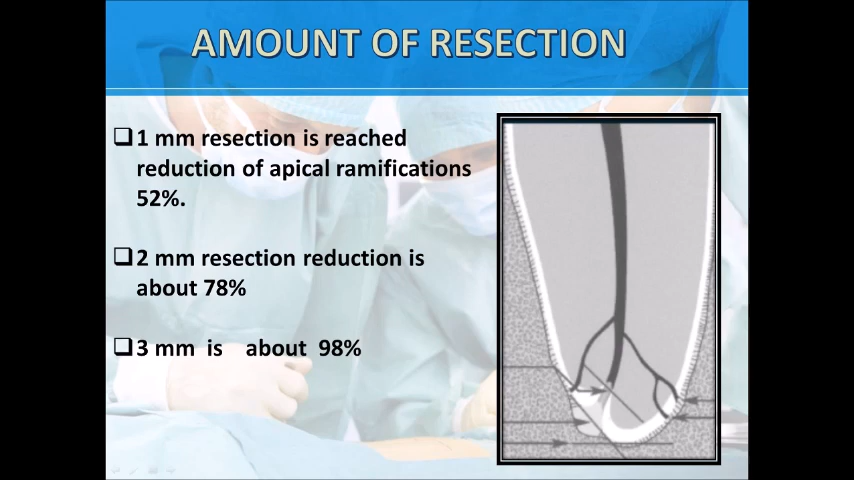 AMOUNT OF RESECTION
1 mm resection is reached
reduction of apical ramifications
52%.
2 mm resection reduction is
about 78%
3 mm is about 98%